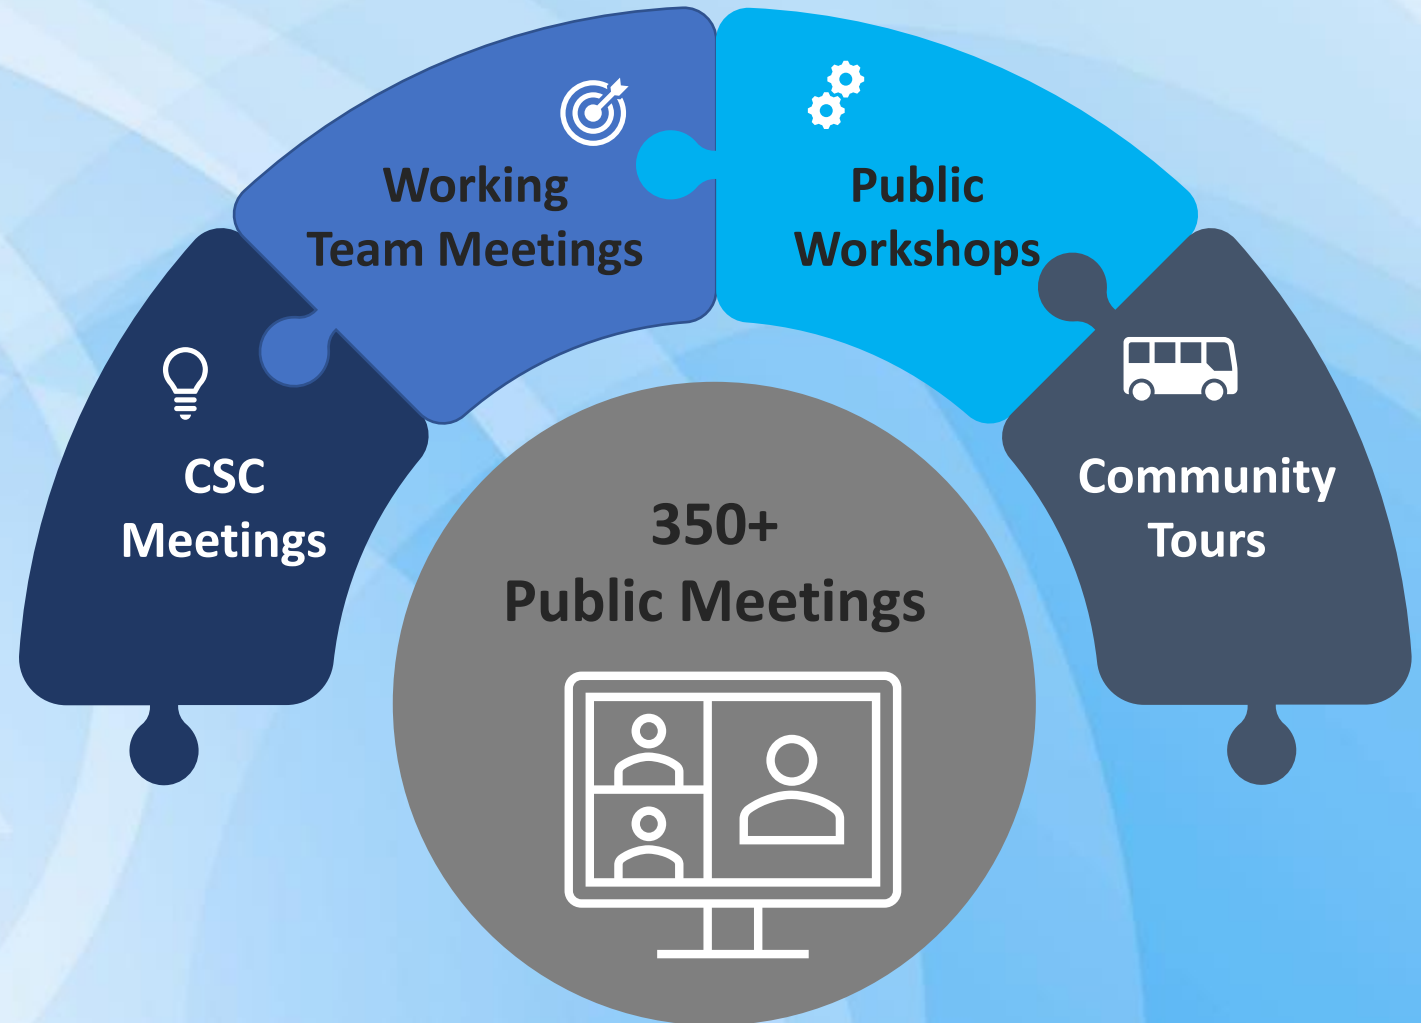 Working
Team Meetings
Public
Workshops
CSC
Meetings
Community
Tours
350+
Public Meetings